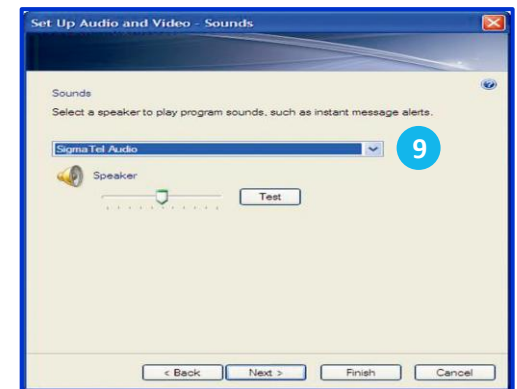 Set Up Audio and Video - Sounds
Sounds
Select a speaker to play program sounds, such as instant message alerts.
SigmaTel Audio
9
Speaker
Test
< Back
Next >
Finish
Cancel